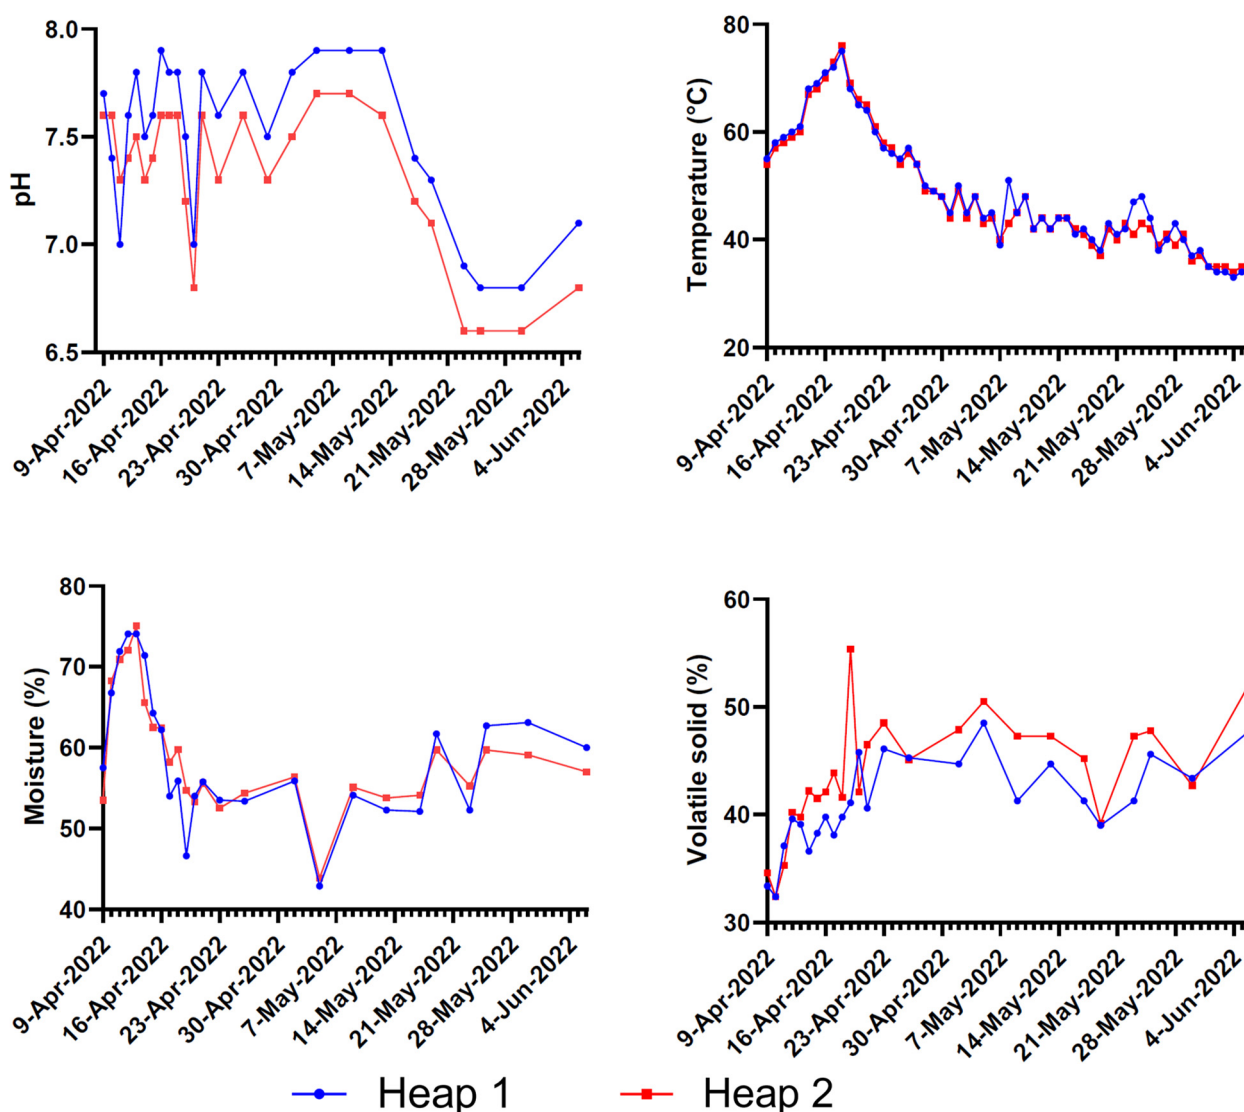 8.0
7.5
7.0
6.5
pH
9-Apr-2022
16-Apr-2022
23-Apr-2022
30-Apr-2022
7-May-2022
14-May-2022
21-May-2022
28-May-2022
4-Jun-2022
80
60
40
20
Temperature (°C)
9-Apr-2022
16-Apr-2022
23-Apr-2022
30-Apr-2022
7-May-2022
14-May-2022
21-May-2022
28-May-2022
4-Jun-2022
80
70
60
50
40
Moisture (%)
9-Apr-2022
16-Apr-2022
23-Apr-2022
30-Apr-2022
7-May-2022
14-May-2022
21-May-2022
28-May-2022
4-Jun-2022
60
50
40
30
Volatile solid (%)
9-Apr-2022
16-Apr-2022
23-Apr-2022
30-Apr-2022
7-May-2022
14-May-2022
21-May-2022
28-May-2022
4-Jun-2022
Heap 1 Heap 2